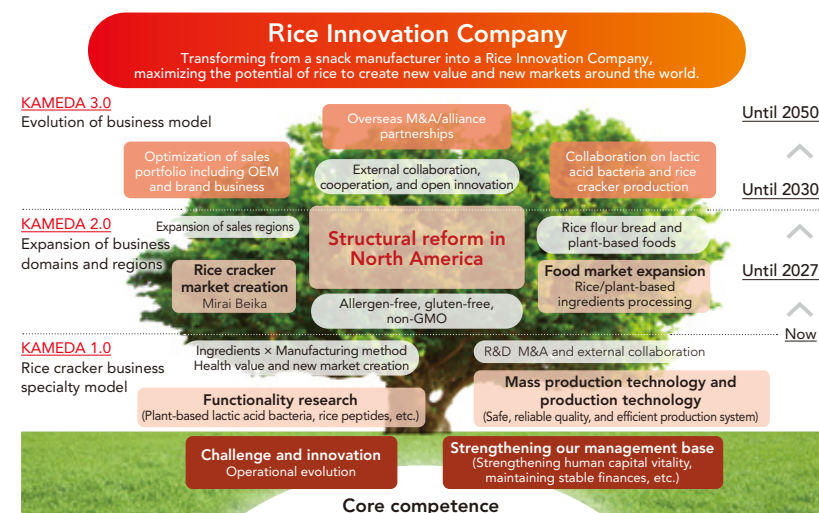 Rice Innovation Company
Transforming from a snack manufacturer into a Rice Innovation Company,
maximizing the potential of rice to create new value and new markets around the world.
KAMEDA 3.0
Evolution of business model
Overseas M&A/alliance
partnerships
Until 2050
Optimization of sales
portfolio including OEM
and brand business
External collaboration,
cooperation, and open innovation
Collaboration on lactic
acid bacteria and rice
cracker production
Until 2030
KAMEDA 2.0
Expansion of business
domains and regions
Expansion of sales regions
Structural reform in
North America
Rice flour bread and
plant-based foods
Rice cracker
market creation
Mirai Beika
Food market expansion
Rice/plant-based
ingredients processing
Until 2027
Allergen-free, gluten-free,
non-GMO
Now
KAMEDA 1.0
Rice cracker business
specialty model
Ingredients × Manufacturing method
Health value and new market creation
R&D M&A and external collaboration
Functionality research
(Plant-based lactic acid bacteria, rice peptides, etc.)
Mass production technology and
production technology
(Safe, reliable quality, and efficient production system)
Challenge and innovation
Operational evolution
Strengthening our management base
(Strengthening human capital vitality,
maintaining stable finances, etc.)
Core competence